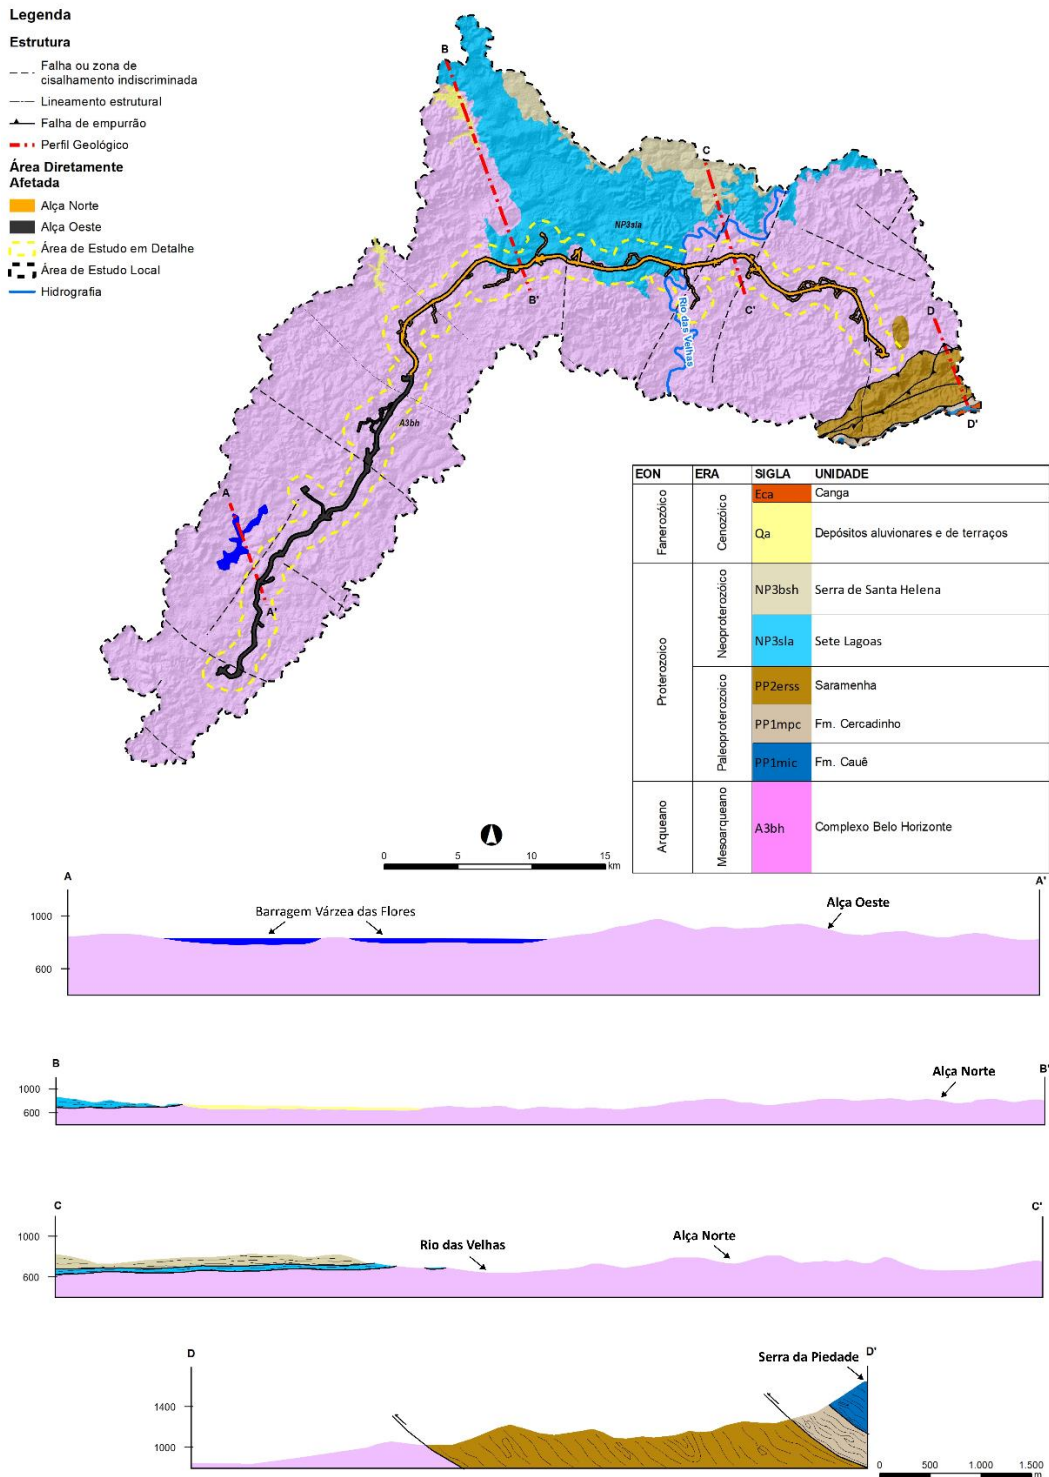 Legenda
Estrutura
Falha ou zona de
cisalhamento indiscriminada
Lineamento estrutural
Falha de empurrão
Perfil Geológico
Área Diretamente
Afetada
Alça Norte
Alça Oeste
Área de Estudo em Detalhe
Área de Estudo Local
Hidrografia
B
C
NP3sla
B'
C'
Rio das Velhas
D
D'
A3bh
A
A'
EON ERA SIGLA UNIDADE
Fanerozóico Cenozóico Eca Canga
Qa Depósitos aluvionares e de terraços
Proterozoico Neoproterozóico NP3bsh Serra de Santa Helena
NP3sla Sete Lagoas
Paleoproterozoico PP2erss Saramenha
PP1mpc Fm. Cercadinho
PP1mic Fm. Cauê
Arqueano Mesoarqueano A3bh Complexo Belo Horizonte
0 5 10 15
km
A A'
1000
600
Barragem Várzea das Flores
Alça Oeste
B B'
1000
600
Alça Norte
C C'
1000
600
Rio das Velhas
Alça Norte
D D'
Serra da Piedade
1400
1000
0 500 1.000 1.500
m